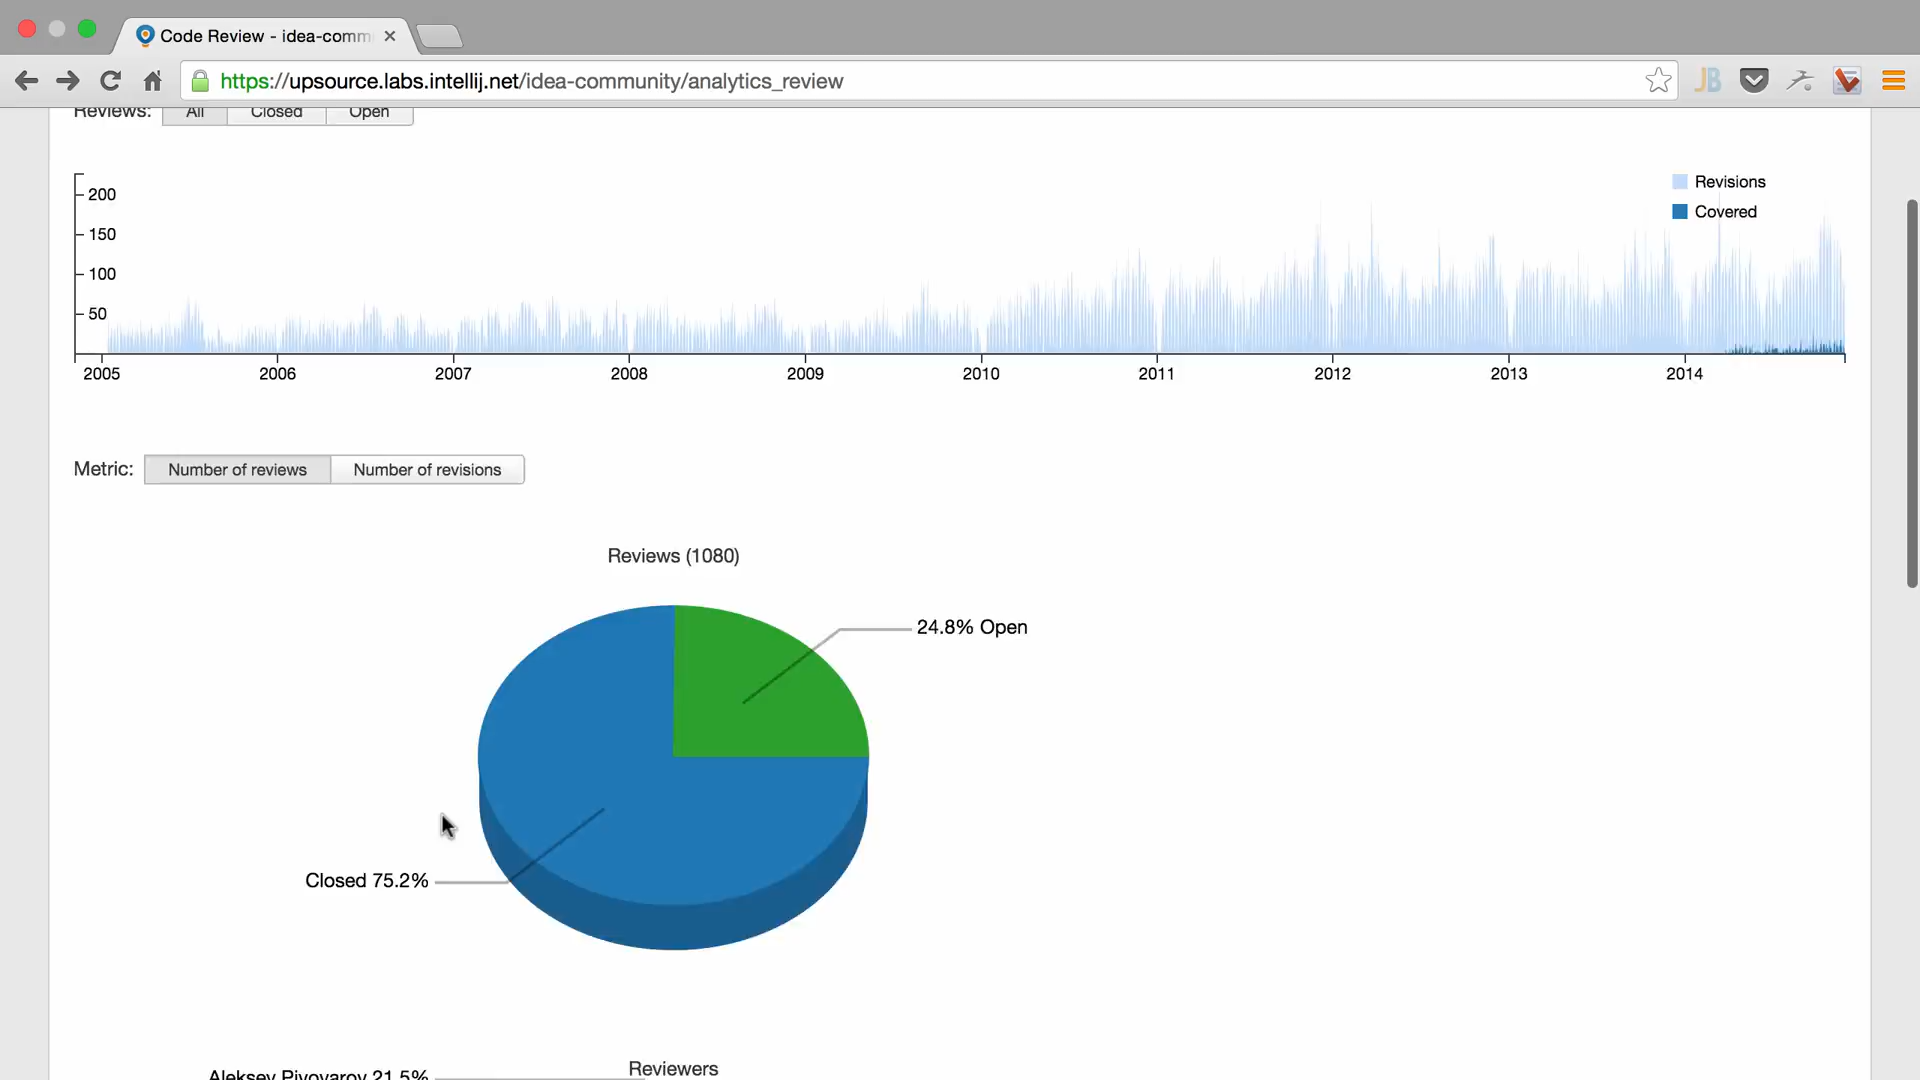 Code Review - idea-comm
https://upsource.labs.intellij.net/idea-community/analytics_review
JB
Reviews: All Closed Open
200
150
100
50
Revisions
Covered
2005 2006 2007 2008 2009 2010 2011 2012 2013 2014
Metric: Number of reviews Number of revisions
Reviews (1080)
24.8% Open
Closed 75.2%
Reviewers
Aleksey Pivovarov 21.5%